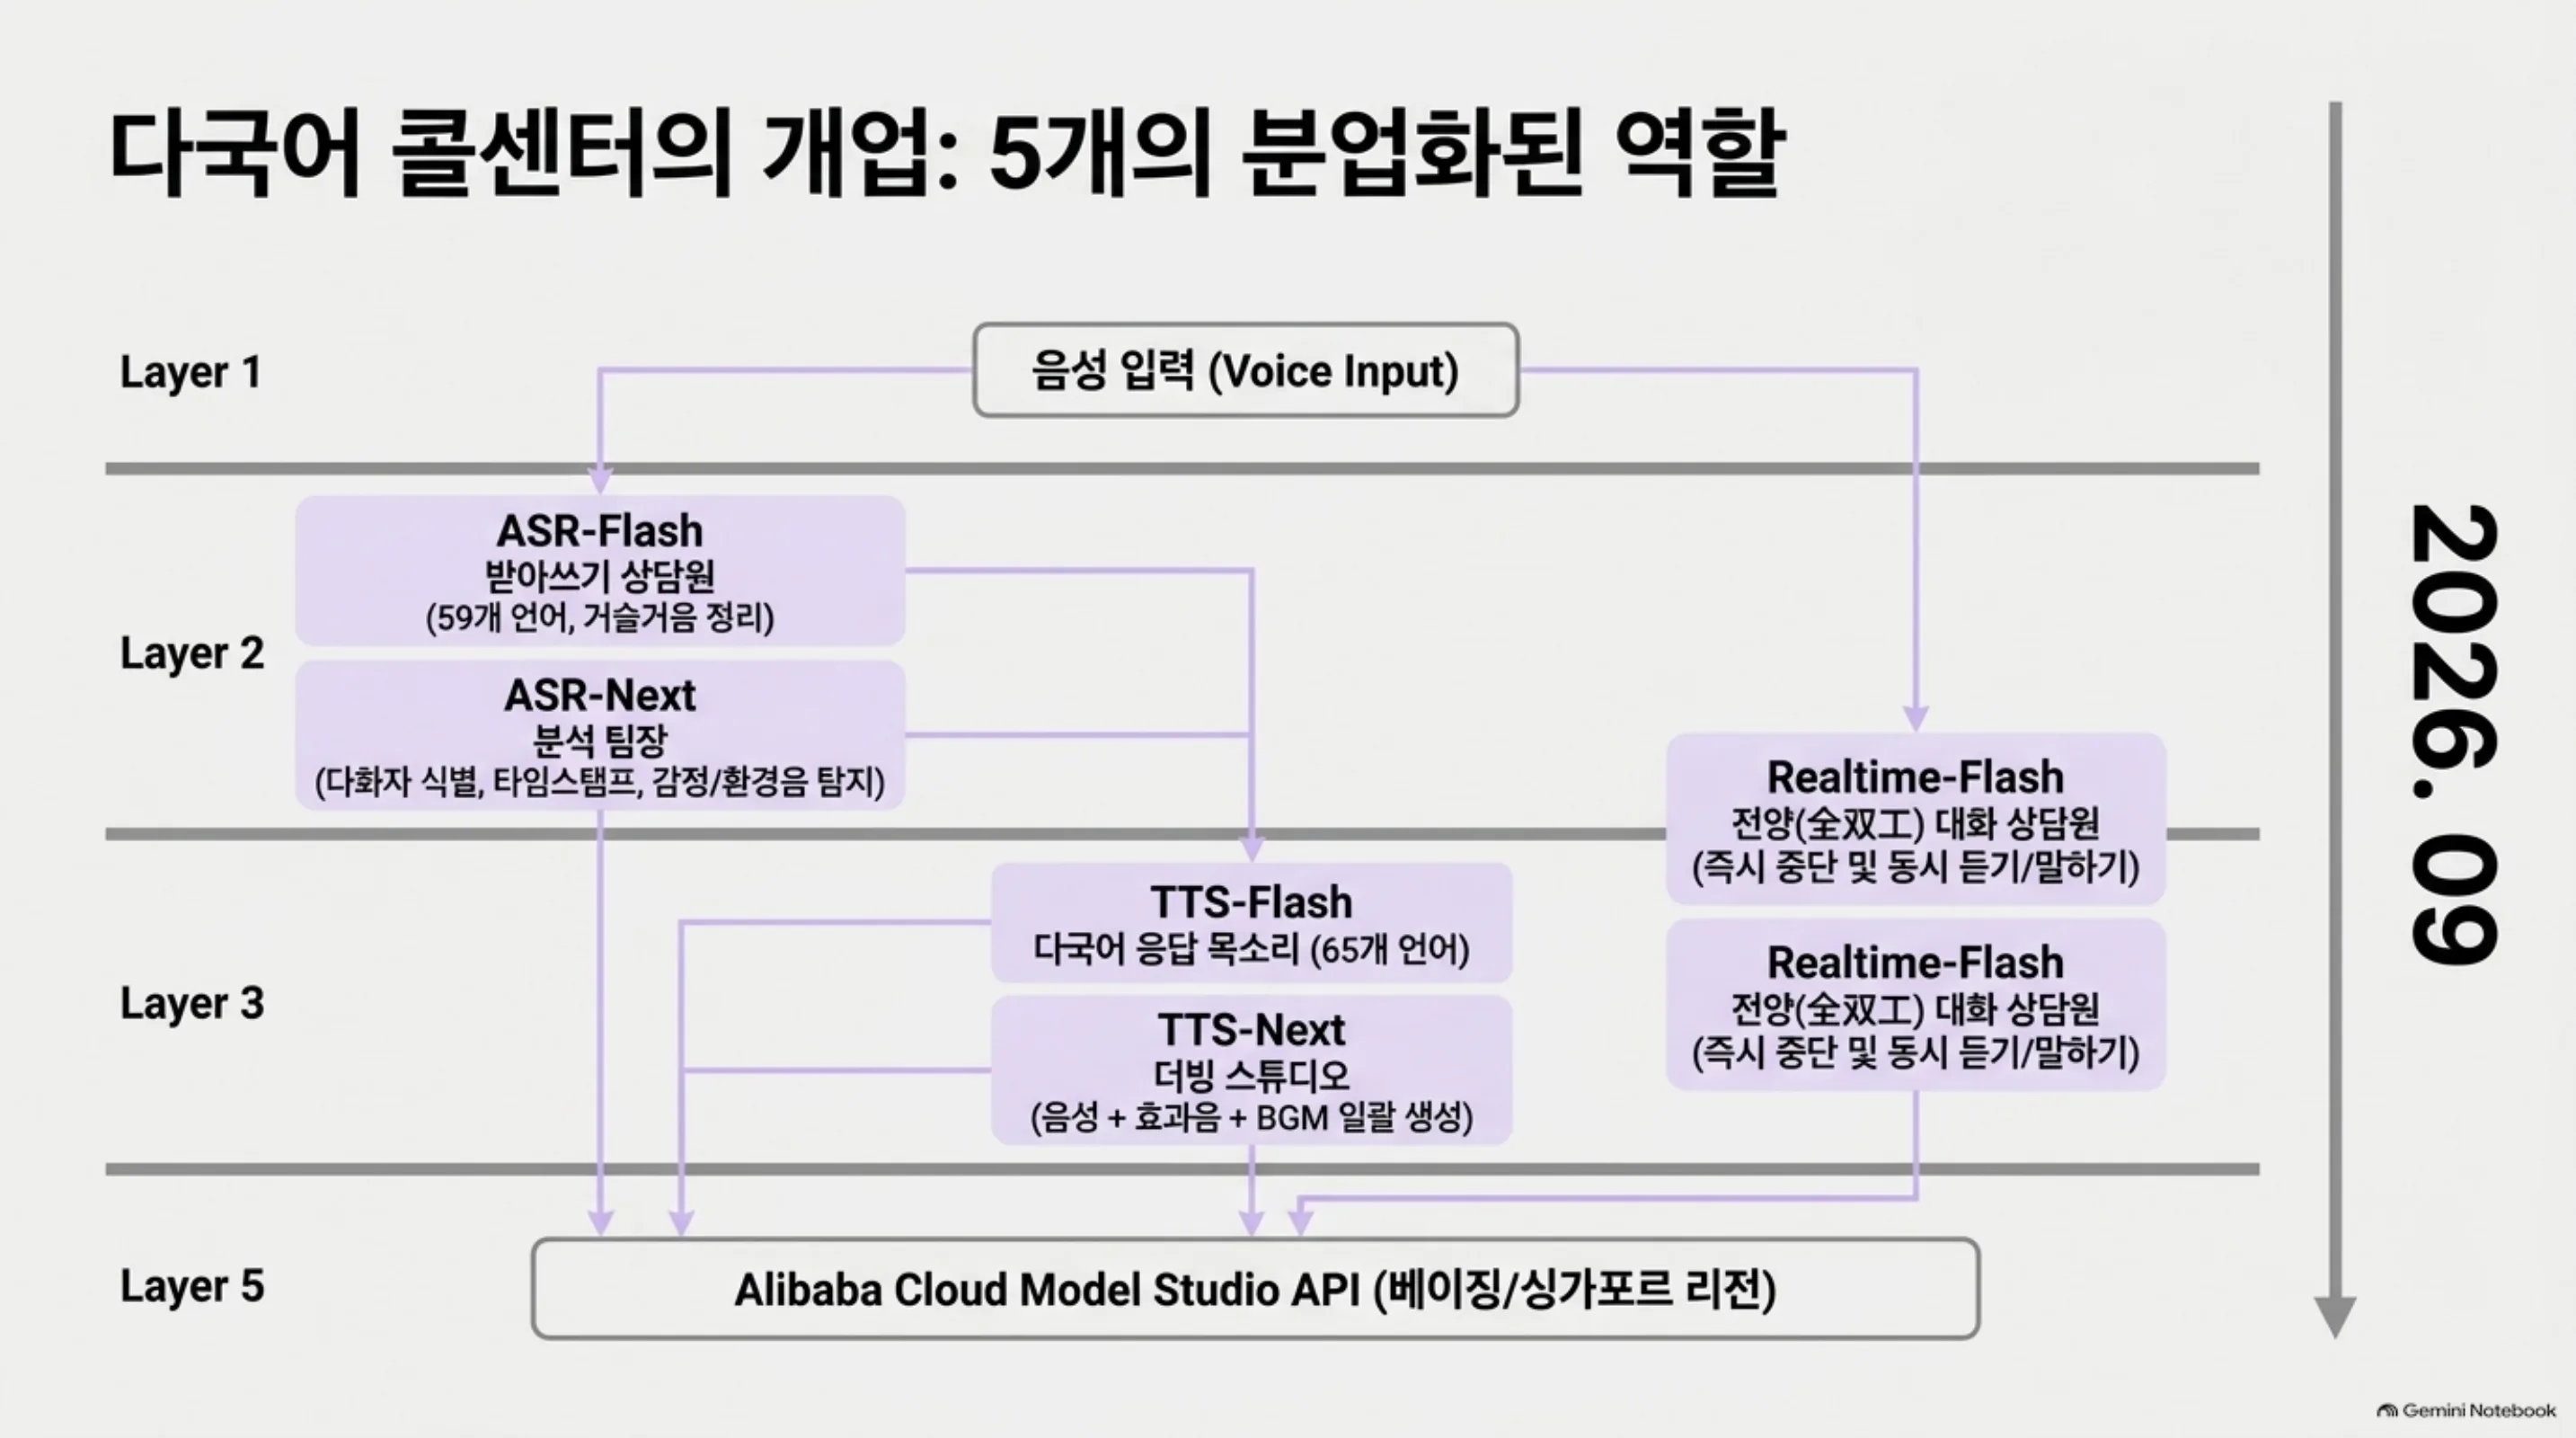 다국어 콜센터의 개업: 5개의 분업화된 역할
Layer 1
음성 입력 (Voice Input)
Layer 2
ASR-Flash
받아쓰기 상담원
(59개 언어, 거슬거음 정리)
ASR-Next
분석 팀장
(다화자 식별, 타임스탬프, 감정/환경음 탐지)
Realtime-Flash
전양(全双工) 대화 상담원
(즉시 중단 및 동시 듣기/말하기)
Layer 3
TTS-Flash
다국어 응답 목소리 (65개 언어)
TTS-Next
더빙 스튜디오
(음성 + 효과음 + BGM 일괄 생성)
Realtime-Flash
전양(全双工) 대화 상담원
(즉시 중단 및 동시 듣기/말하기)
Layer 5
Alibaba Cloud Model Studio API (베이징/싱가포르 리전)
2026. 09
Gemini Notebook